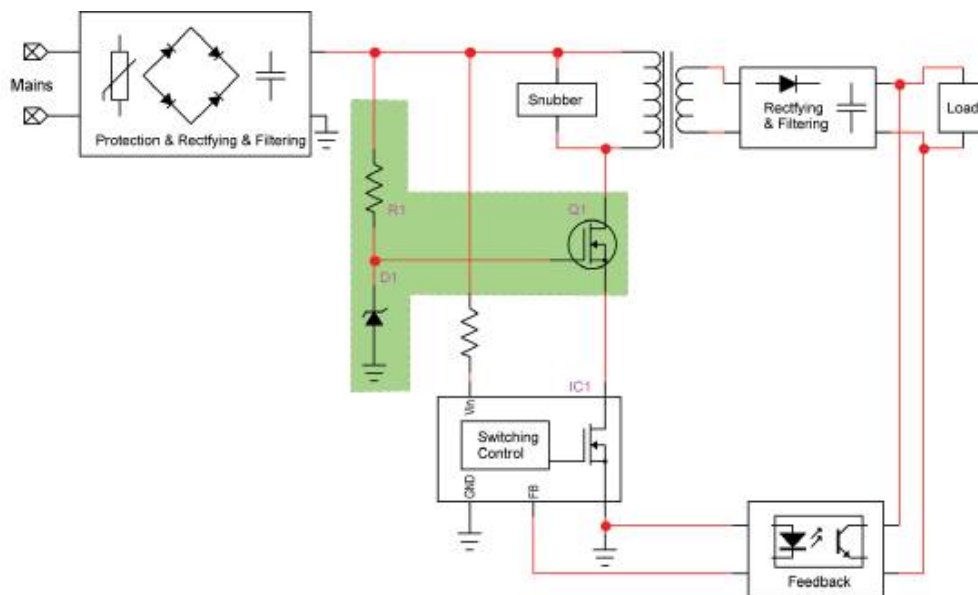 Mains
Protection & Rectfying & Filtering
Snubber
Rectfying
& Filtering
Load
R1
Q1
D1
IC1
Vin
Switching
Control
GND
FB
Feedback